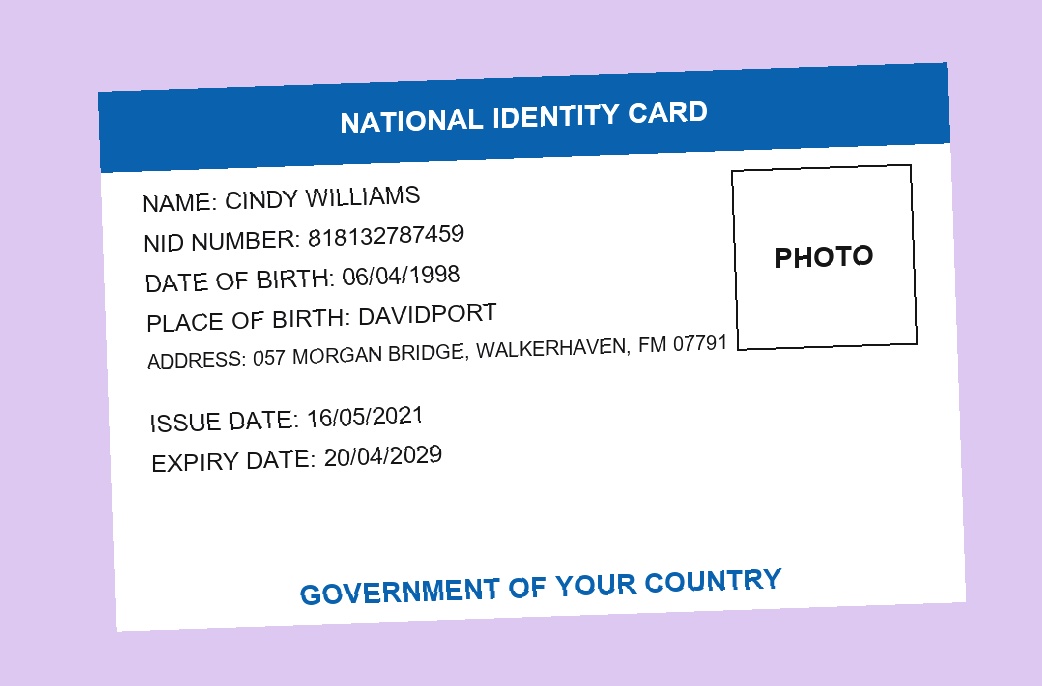 NATIONAL IDENTITY CARD
NAME: CINDY WILLIAMS
NID NUMBER: 818132787459
DATE OF BIRTH: 06/04/1998
PLACE OF BIRTH: DAVIDPORT
ADDRESS: 057 MORGAN BRIDGE, WALKERHAVEN, FM 07791
PHOTO
ISSUE DATE: 16/05/2021
EXPIRY DATE: 20/04/2029
GOVERNMENT OF YOUR COUNTRY